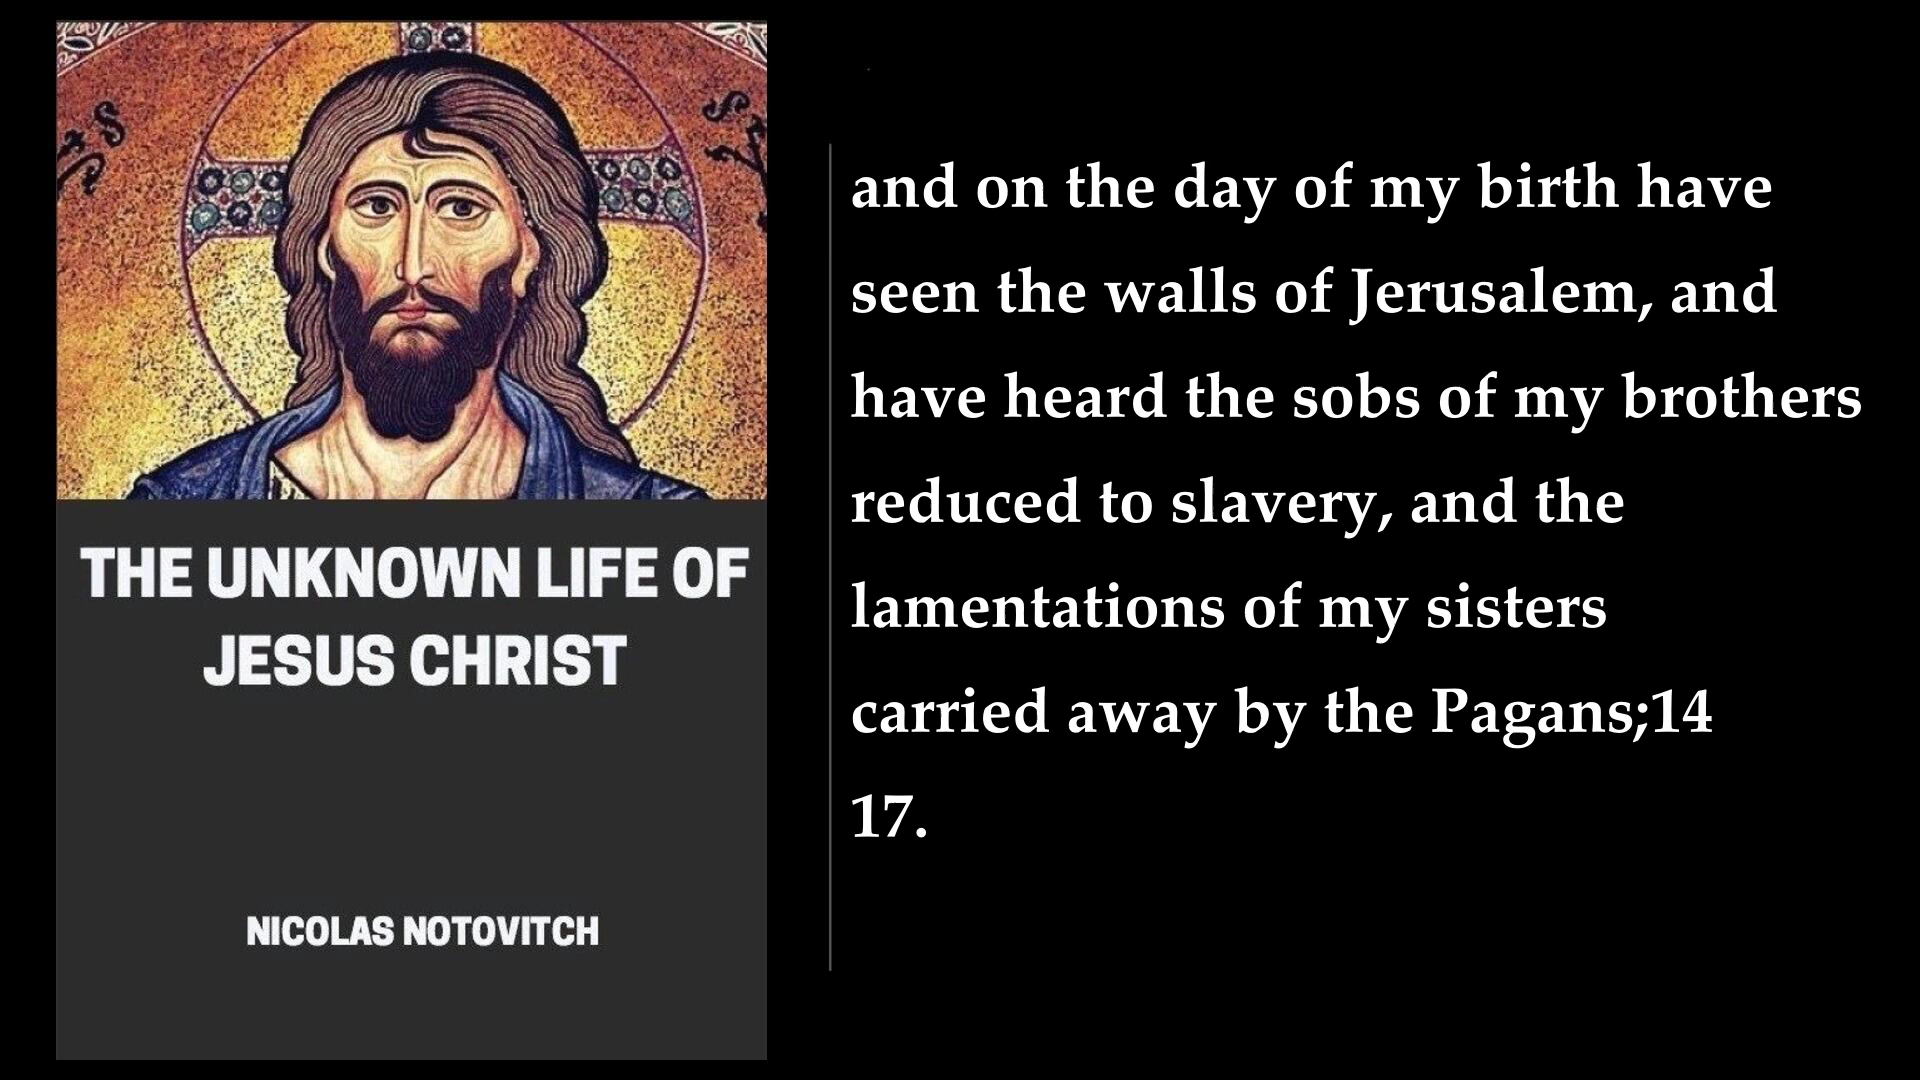 THE UNKNOWN LIFE OF
JESUS CHRIST
NICOLAS NOTOVITCH
and on the day of my birth have
seen the walls of Jerusalem, and
have heard the sobs of my brothers
reduced to slavery, and the
lamentations of my sisters
carried away by the Pagans;14
17.